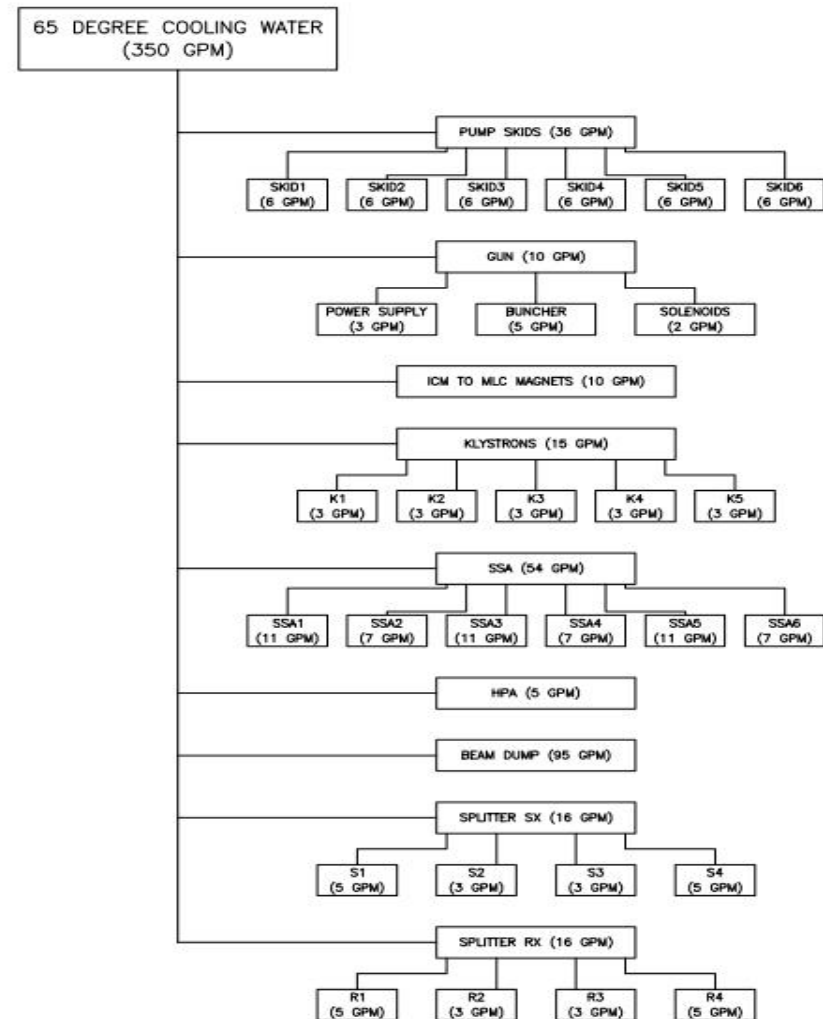 65 DEGREE COOLING WATER
(350 GPM)
PUMP SKIDS (36 GPM)
SKID1
(6 GPM)
SKID2
(6 GPM)
SKID3
(6 GPM)
SKID4
(6 GPM)
SKID5
(6 GPM)
SKID6
(6 GPM)
GUN (10 GPM)
POWER SUPPLY
(3 GPM)
BUNCHER
(5 GPM)
SOLENOIDS
(2 GPM)
ICM TO MLC MAGNETS (10 GPM)
KLYSTRONS (15 GPM)
K1
(3 GPM)
K2
(3 GPM)
K3
(3 GPM)
K4
(3 GPM)
K5
(3 GPM)
SSA (54 GPM)
SSA1
(11 GPM)
SSA2
(7 GPM)
SSA3
(11 GPM)
SSA4
(7 GPM)
SSA5
(11 GPM)
SSA6
(7 GPM)
HPA (5 GPM)
BEAM DUMP (95 GPM)
SPLITTER SX (16 GPM)
S1
(5 GPM)
S2
(3 GPM)
S3
(3 GPM)
S4
(5 GPM)
SPLITTER RX (16 GPM)
R1
(5 GPM)
R2
(3 GPM)
R3
(3 GPM)
R4
(5 GPM)